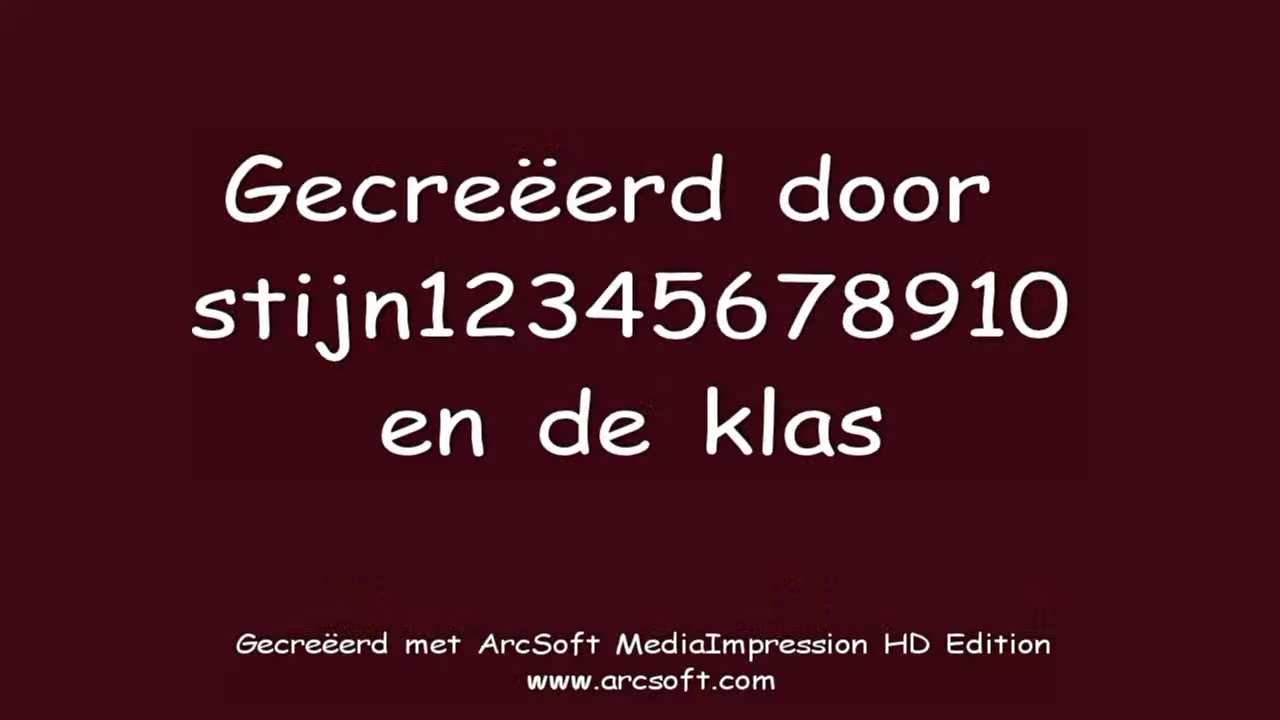 Gecreëerd door
stijn12345678910
en de klas
Gecreëerd met ArcSoft MediaImpression HD Edition
www.arcsoft.com